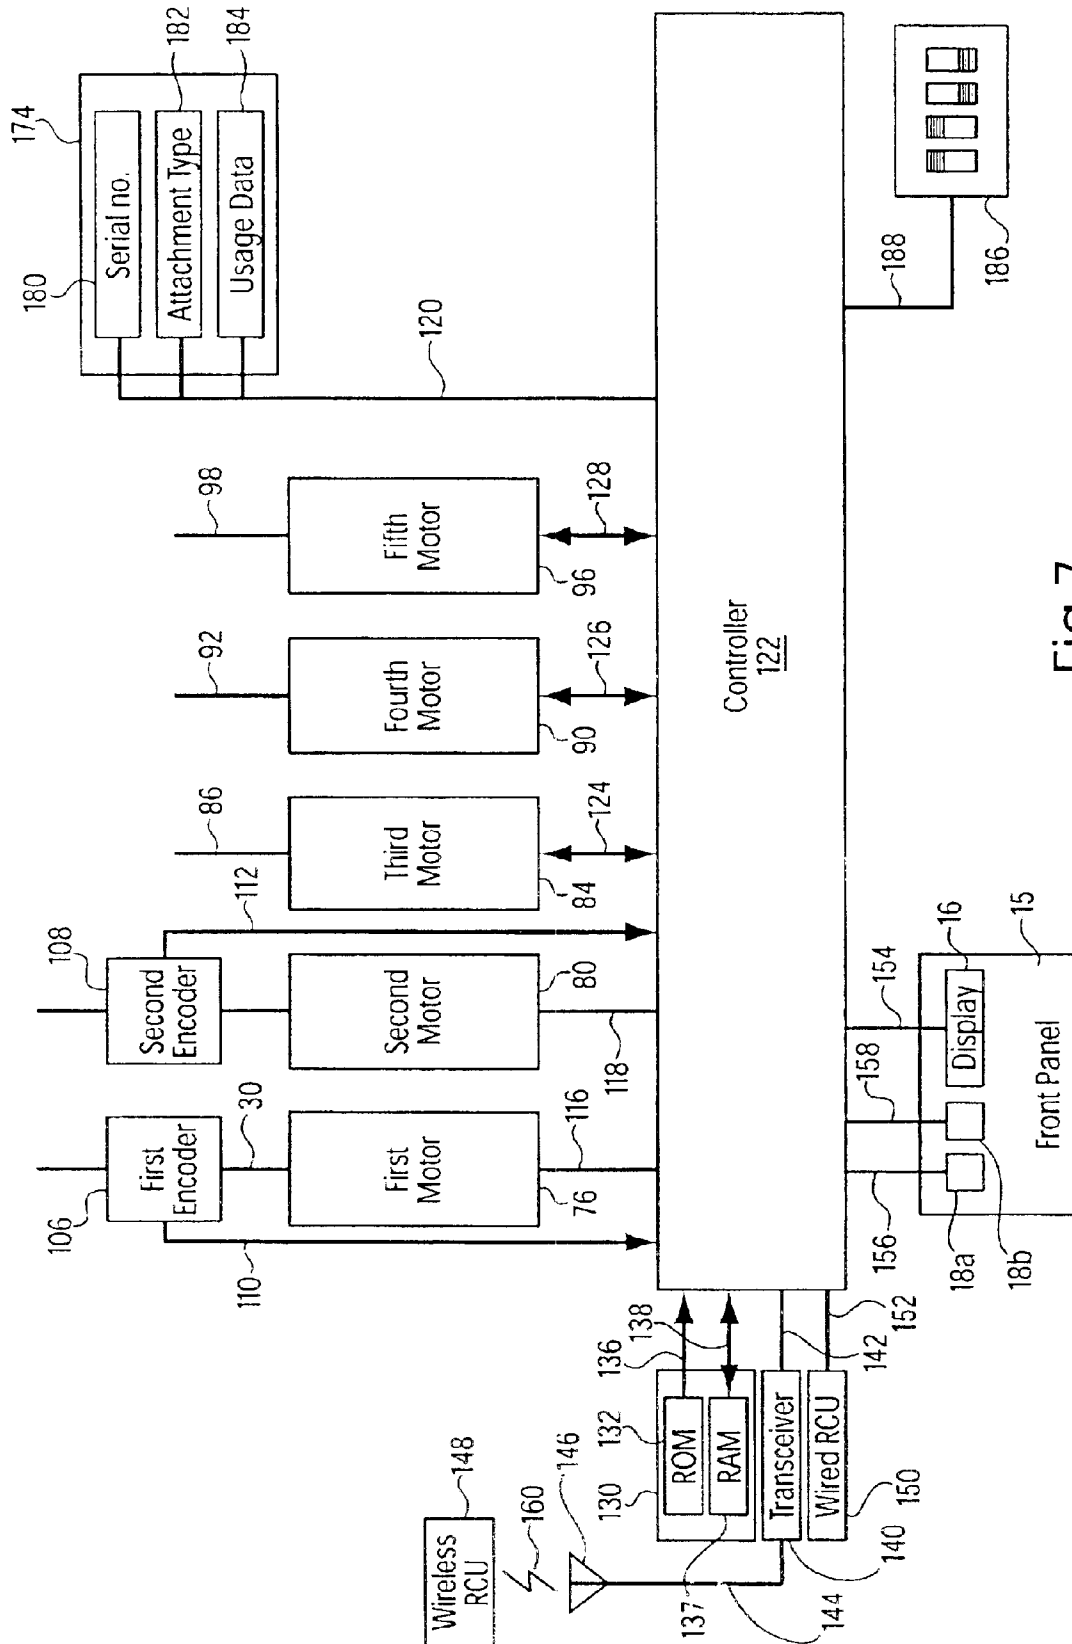 174
180
Serial no.
182
Attachment Type
184
Usage Data
120
106
First
Encoder
110
30
First
Motor
76
116
108
Second
Encoder
112
Second
Motor
80
118
86
Third
Motor
84
124
92
Fourth
Motor
90
126
98
Fifth
Motor
96
128
Wireless
RCU
148
160
146
144
130
132
ROM
136
137
RAM
138
Transceiver
140
142
Wired RCU
150
152
Controller
122
156
158
154
18a
18b
Display
16
Front Panel
15
188
186
Fig. 7